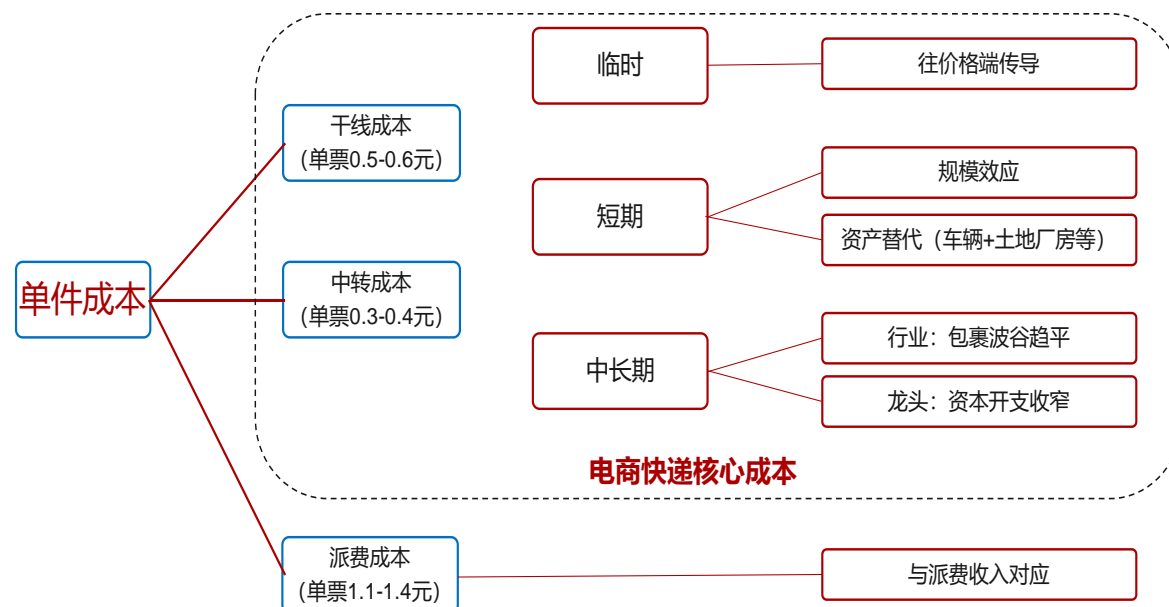 单件成本
干线成本
(单票0.5-0.6元)
中转成本
(单票0.3-0.4元)
派费成本
(单票1.1-1.4元)
临时
往价格端传导
短期
规模效应
资产替代（车辆+土地厂房等）
中长期
行业：包裹波谷趋平
龙头：资本开支收窄
电商快递核心成本
与派费收入对应